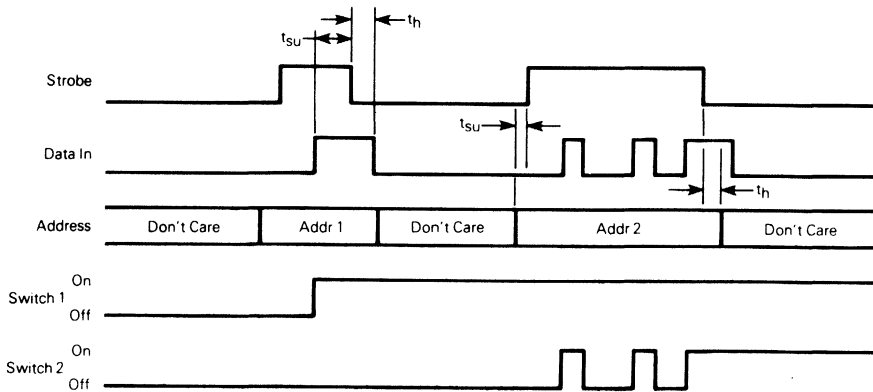 th
tsu
Strobe
tsu
Data In
th
Address Don't Care Addr 1 Don't Care Addr 2 Don't Care
On
Switch 1
Off
On
Switch 2
Off